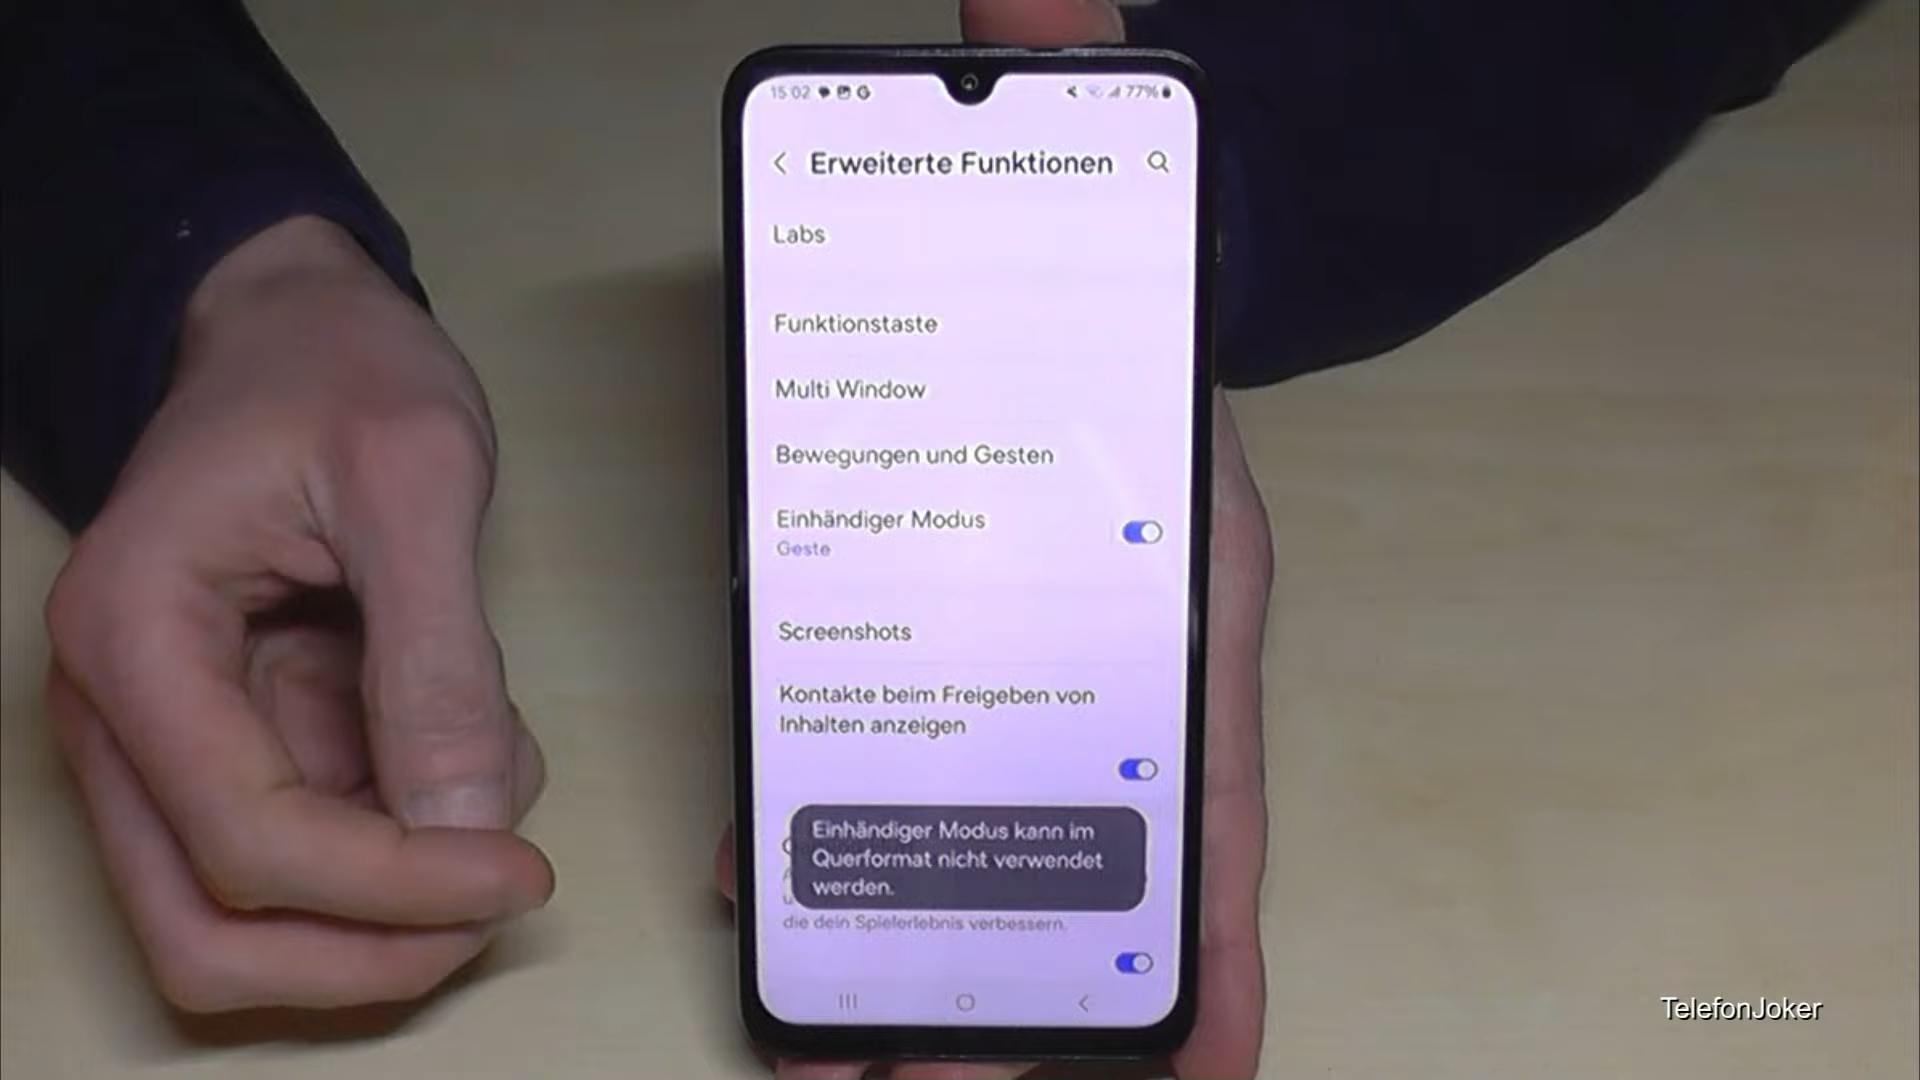 15:02
77%
Erweiterte Funktionen
Labs
Funktionstaste
Multi Window
Bewegungen und Gesten
Einhändiger Modus
Geste
Screenshots
Kontakte beim Freigeben von
Inhalten anzeigen
Einhändiger Modus kann im
Querformat nicht verwendet
werden.
die dein Spielerlebnis verbessern.
TelefonJoker